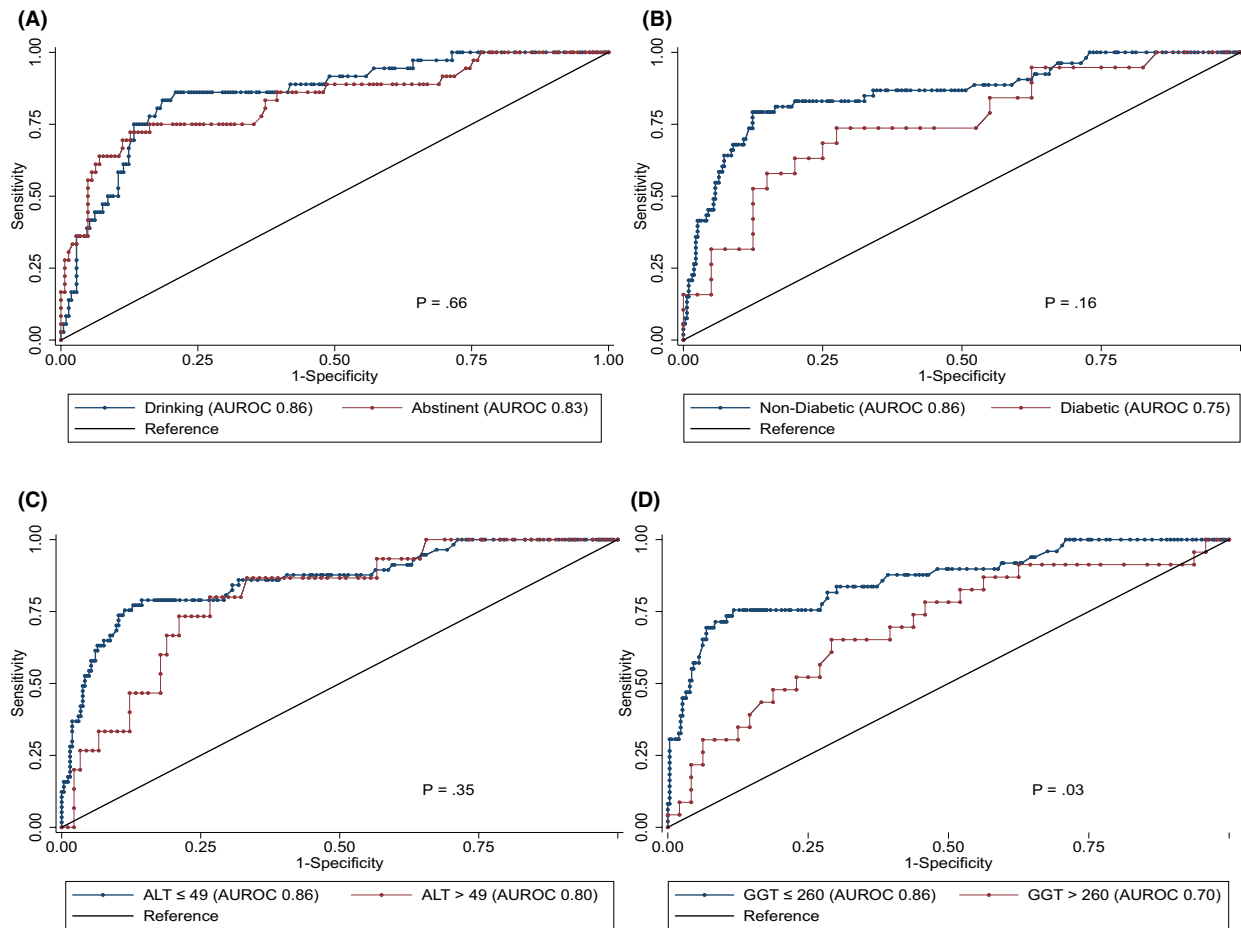 (A)
1.00
0.75
0.50
0.25
0.00
Sensitivity
P = .66
0.00 0.25 0.50 0.75 1.00
1-Specificity
Drinking (AUROC 0.86) Abstinent (AUROC 0.83)
Reference
(B)
1.00
0.75
0.50
0.25
0.00
Sensitivity
P = .16
0.00 0.25 0.50 0.75
1-Specificity
Non-Diabetic (AUROC 0.86) Diabetic (AUROC 0.75)
Reference
(C)
1.00
0.75
0.50
0.25
0.00
Sensitivity
P = .35
0.00 0.25 0.50 0.75
1-Specificity
ALT ≤ 49 (AUROC 0.86) ALT > 49 (AUROC 0.80)
Reference
(D)
1.00
0.75
0.50
0.25
0.00
Sensitivity
P = .03
0.00 0.25 0.50 0.75
1-Specificity
GGT ≤ 260 (AUROC 0.86) GGT > 260 (AUROC 0.70)
Reference